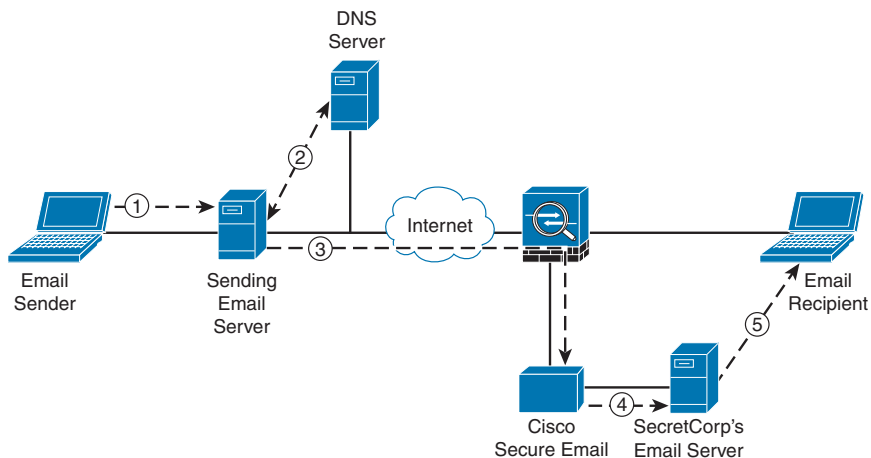 DNS
Server
2
1
Internet
3
Email
Sender
Sending
Email
Server
Email
Recipient
5
4
Cisco
Secure Email
SecretCorp's
Email Server